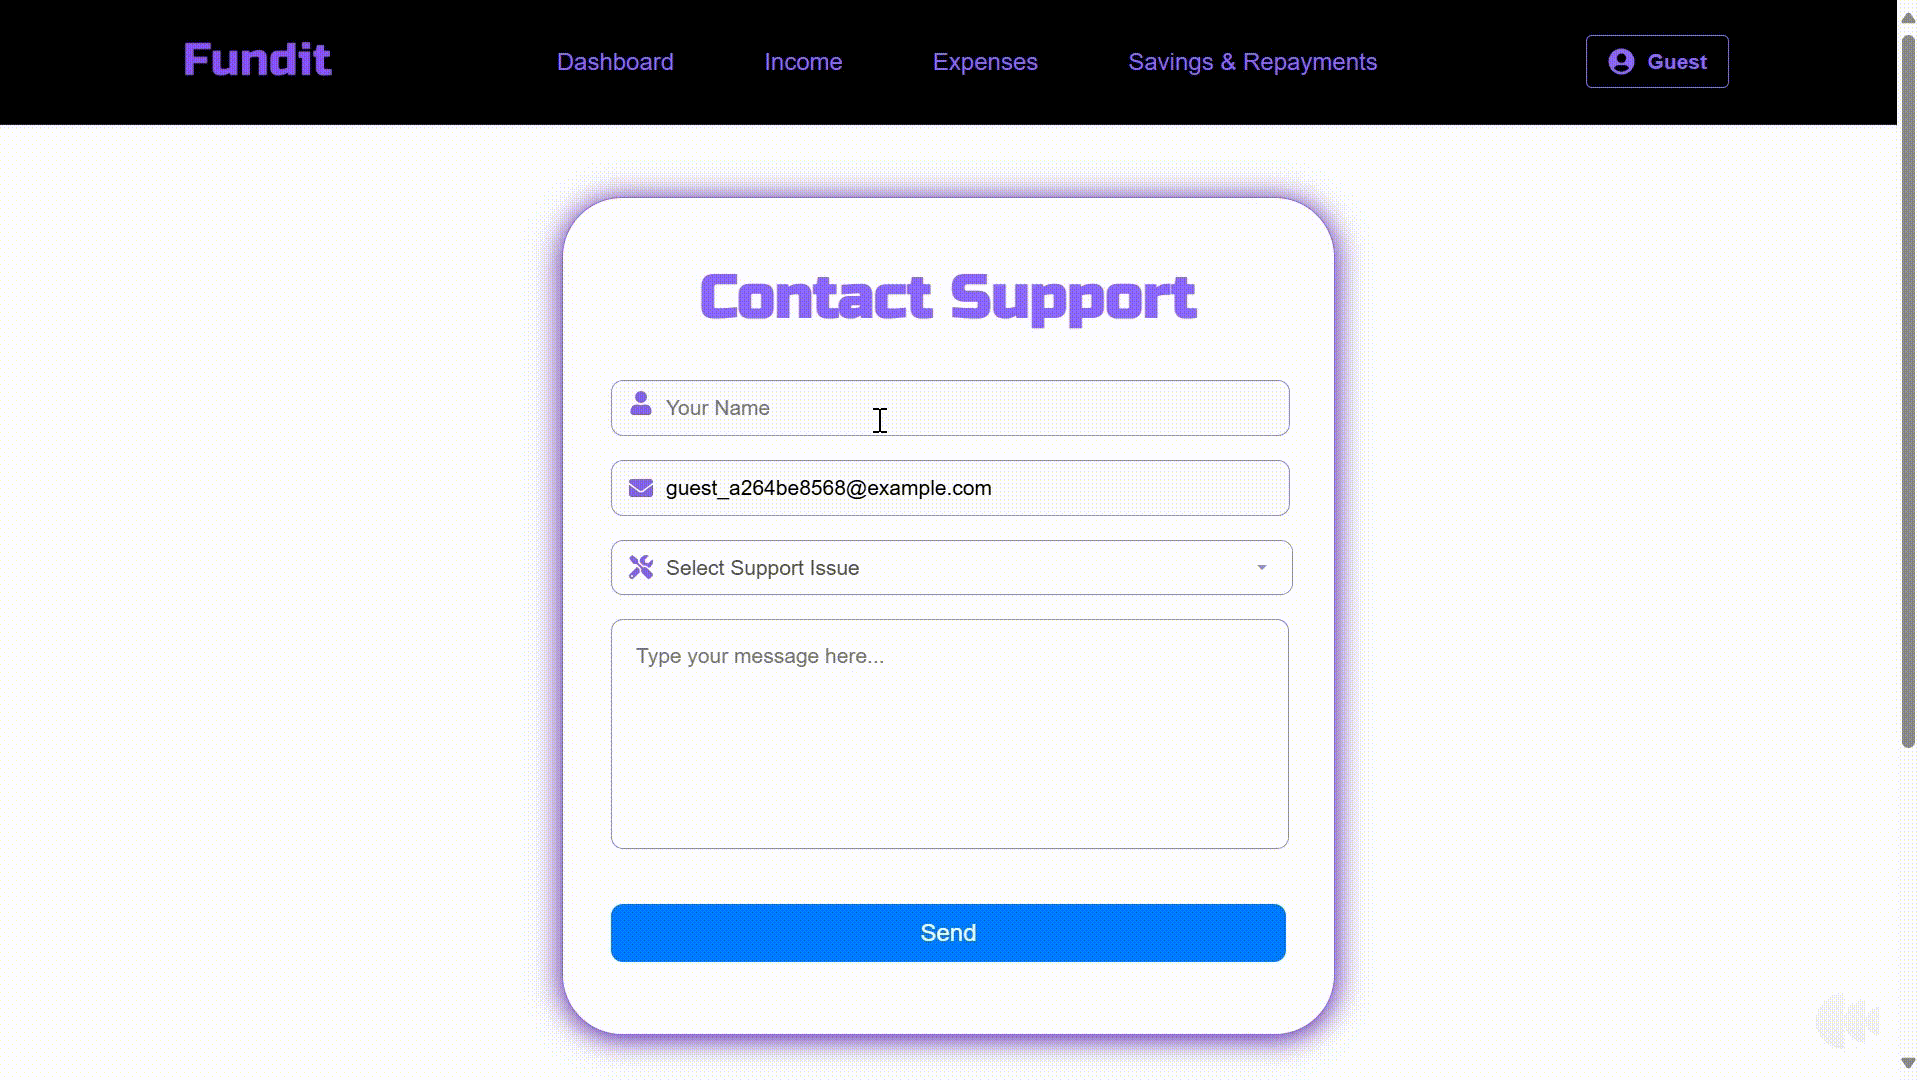 Fundit
Dashboard
Income
Expenses
Savings & Repayments
Guest
Contact Support
Your Name
guest_a264be8568@example.com
Select Support Issue
Type your message here...
Send